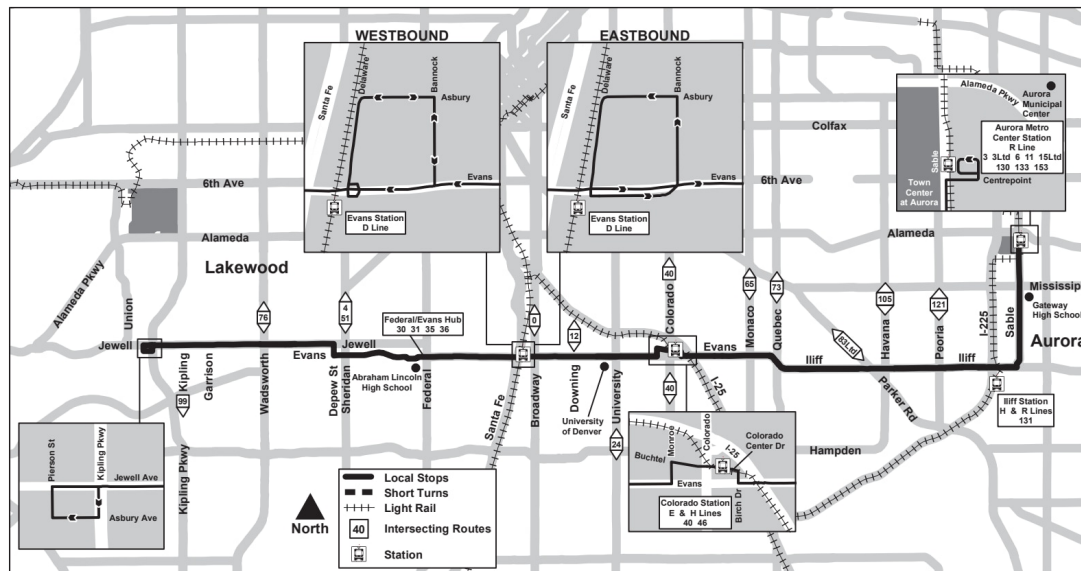 WESTBOUND
EASTBOUND
Santa Fe
Delaware
Bannock
Asbury
Evans
Evans Station
D Line
Santa Fe
Delaware
Bannock
Asbury
Evans
Evans Station
D Line
Colfax
6th Ave
6th Ave
Alameda
Alameda
Alameda Pkwy
Aurora
Municipal
Center
Aurora Metro
Center Station
R Line
3 3Ltd 6 11 15Ltd
130 133 153
Sable
Town
Center
at Aurora
Centrepoint
Lakewood
Alameda Pkwy
Union
Jewell
Kipling
99
Kipling Pkwy
Garrison
76
Wadsworth
Evans
4
51
Depew St
Sheridan
Jewell
Federal/Evans Hub
30 31 35 36
Abraham Lincoln
High School
Federal
Santa Fe
0
Broadway
12
Downing
University
of Denver
University
24
40
Colorado
40
I-25
Evans
65
Monaco
73
Quebec
Iliff
83Ltd
Parker Rd
105
Havana
121
Peoria
Iliff
I-225
Sable
Mississip
Gateway
High School
Aurora
Iliff Station
H & R Lines
131
Hampden
Pierson St
Kipling Pkwy
Jewell Ave
Asbury Ave
North
Local Stops
Short Turns
Light Rail
40 Intersecting Routes
Station
Buchtel
Monroe
Colorado
I-25
Colorado
Center Dr
Evans
Birch Dr
Colorado Station
E & H Lines
40 46